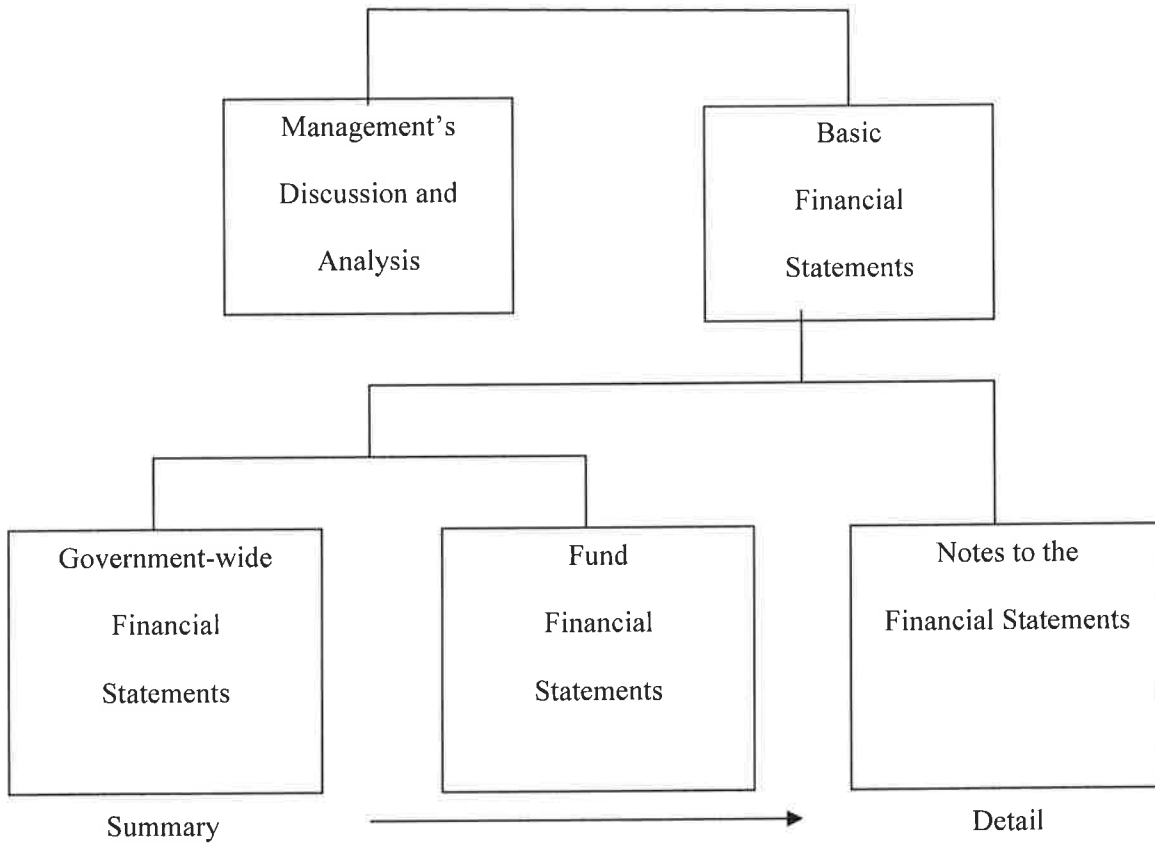 Management's
Discussion and
Analysis
Basic
Financial
Statements
Government-wide
Financial
Statements
Fund
Financial
Statements
Notes to the
Financial Statements
Summary
Detail